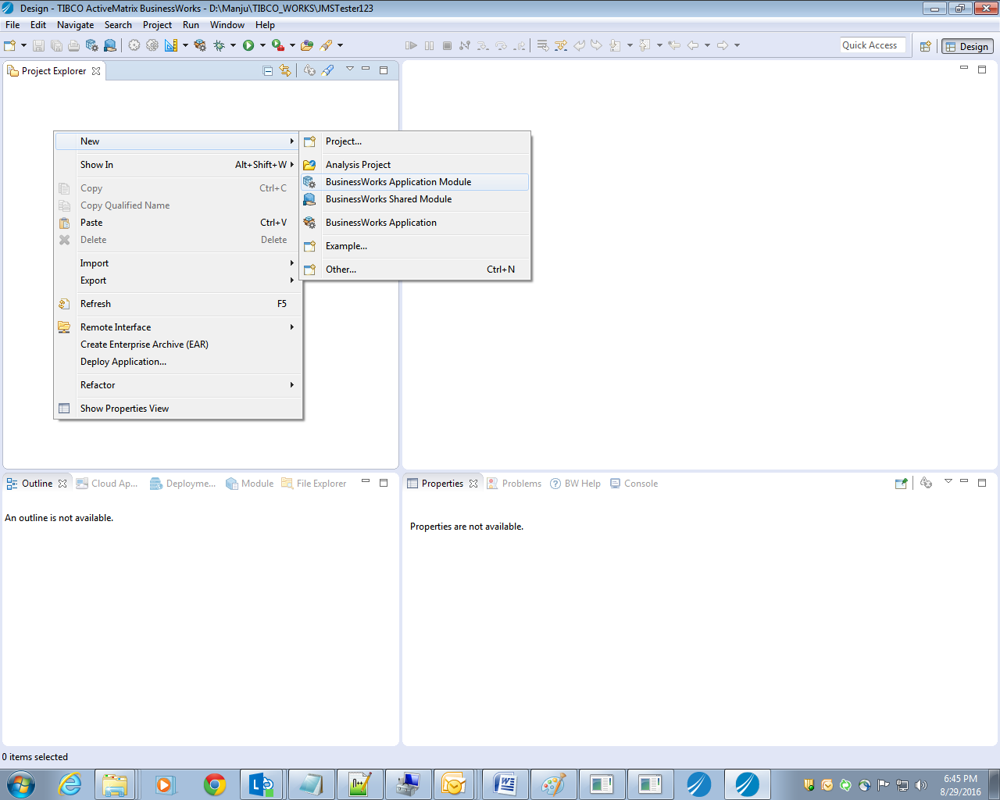 Design - TIBCO ActiveMatrix BusinessWorks - D:\Manju\TIBCO_WORKS\JMSTester123
File Edit Navigate Search Project Run Window Help
Quick Access
Design
Project Explorer
New
Show In Alt+Shift+W
Copy Ctrl+C
Copy Qualified Name
Paste Ctrl+V
Delete Delete
Import
Export
Refresh F5
Remote Interface
Create Enterprise Archive (EAR)
Deploy Application...
Refactor
Show Properties View
Project...
Analysis Project
BusinessWorks Application Module
BusinessWorks Shared Module
BusinessWorks Application
Example...
Other... Ctrl+N
Outline Cloud Ap... Deployme... Module File Explorer
An outline is not available.
Properties Problems BW Help Console
Properties are not available.
0 items selected
6:45 PM
8/29/2016